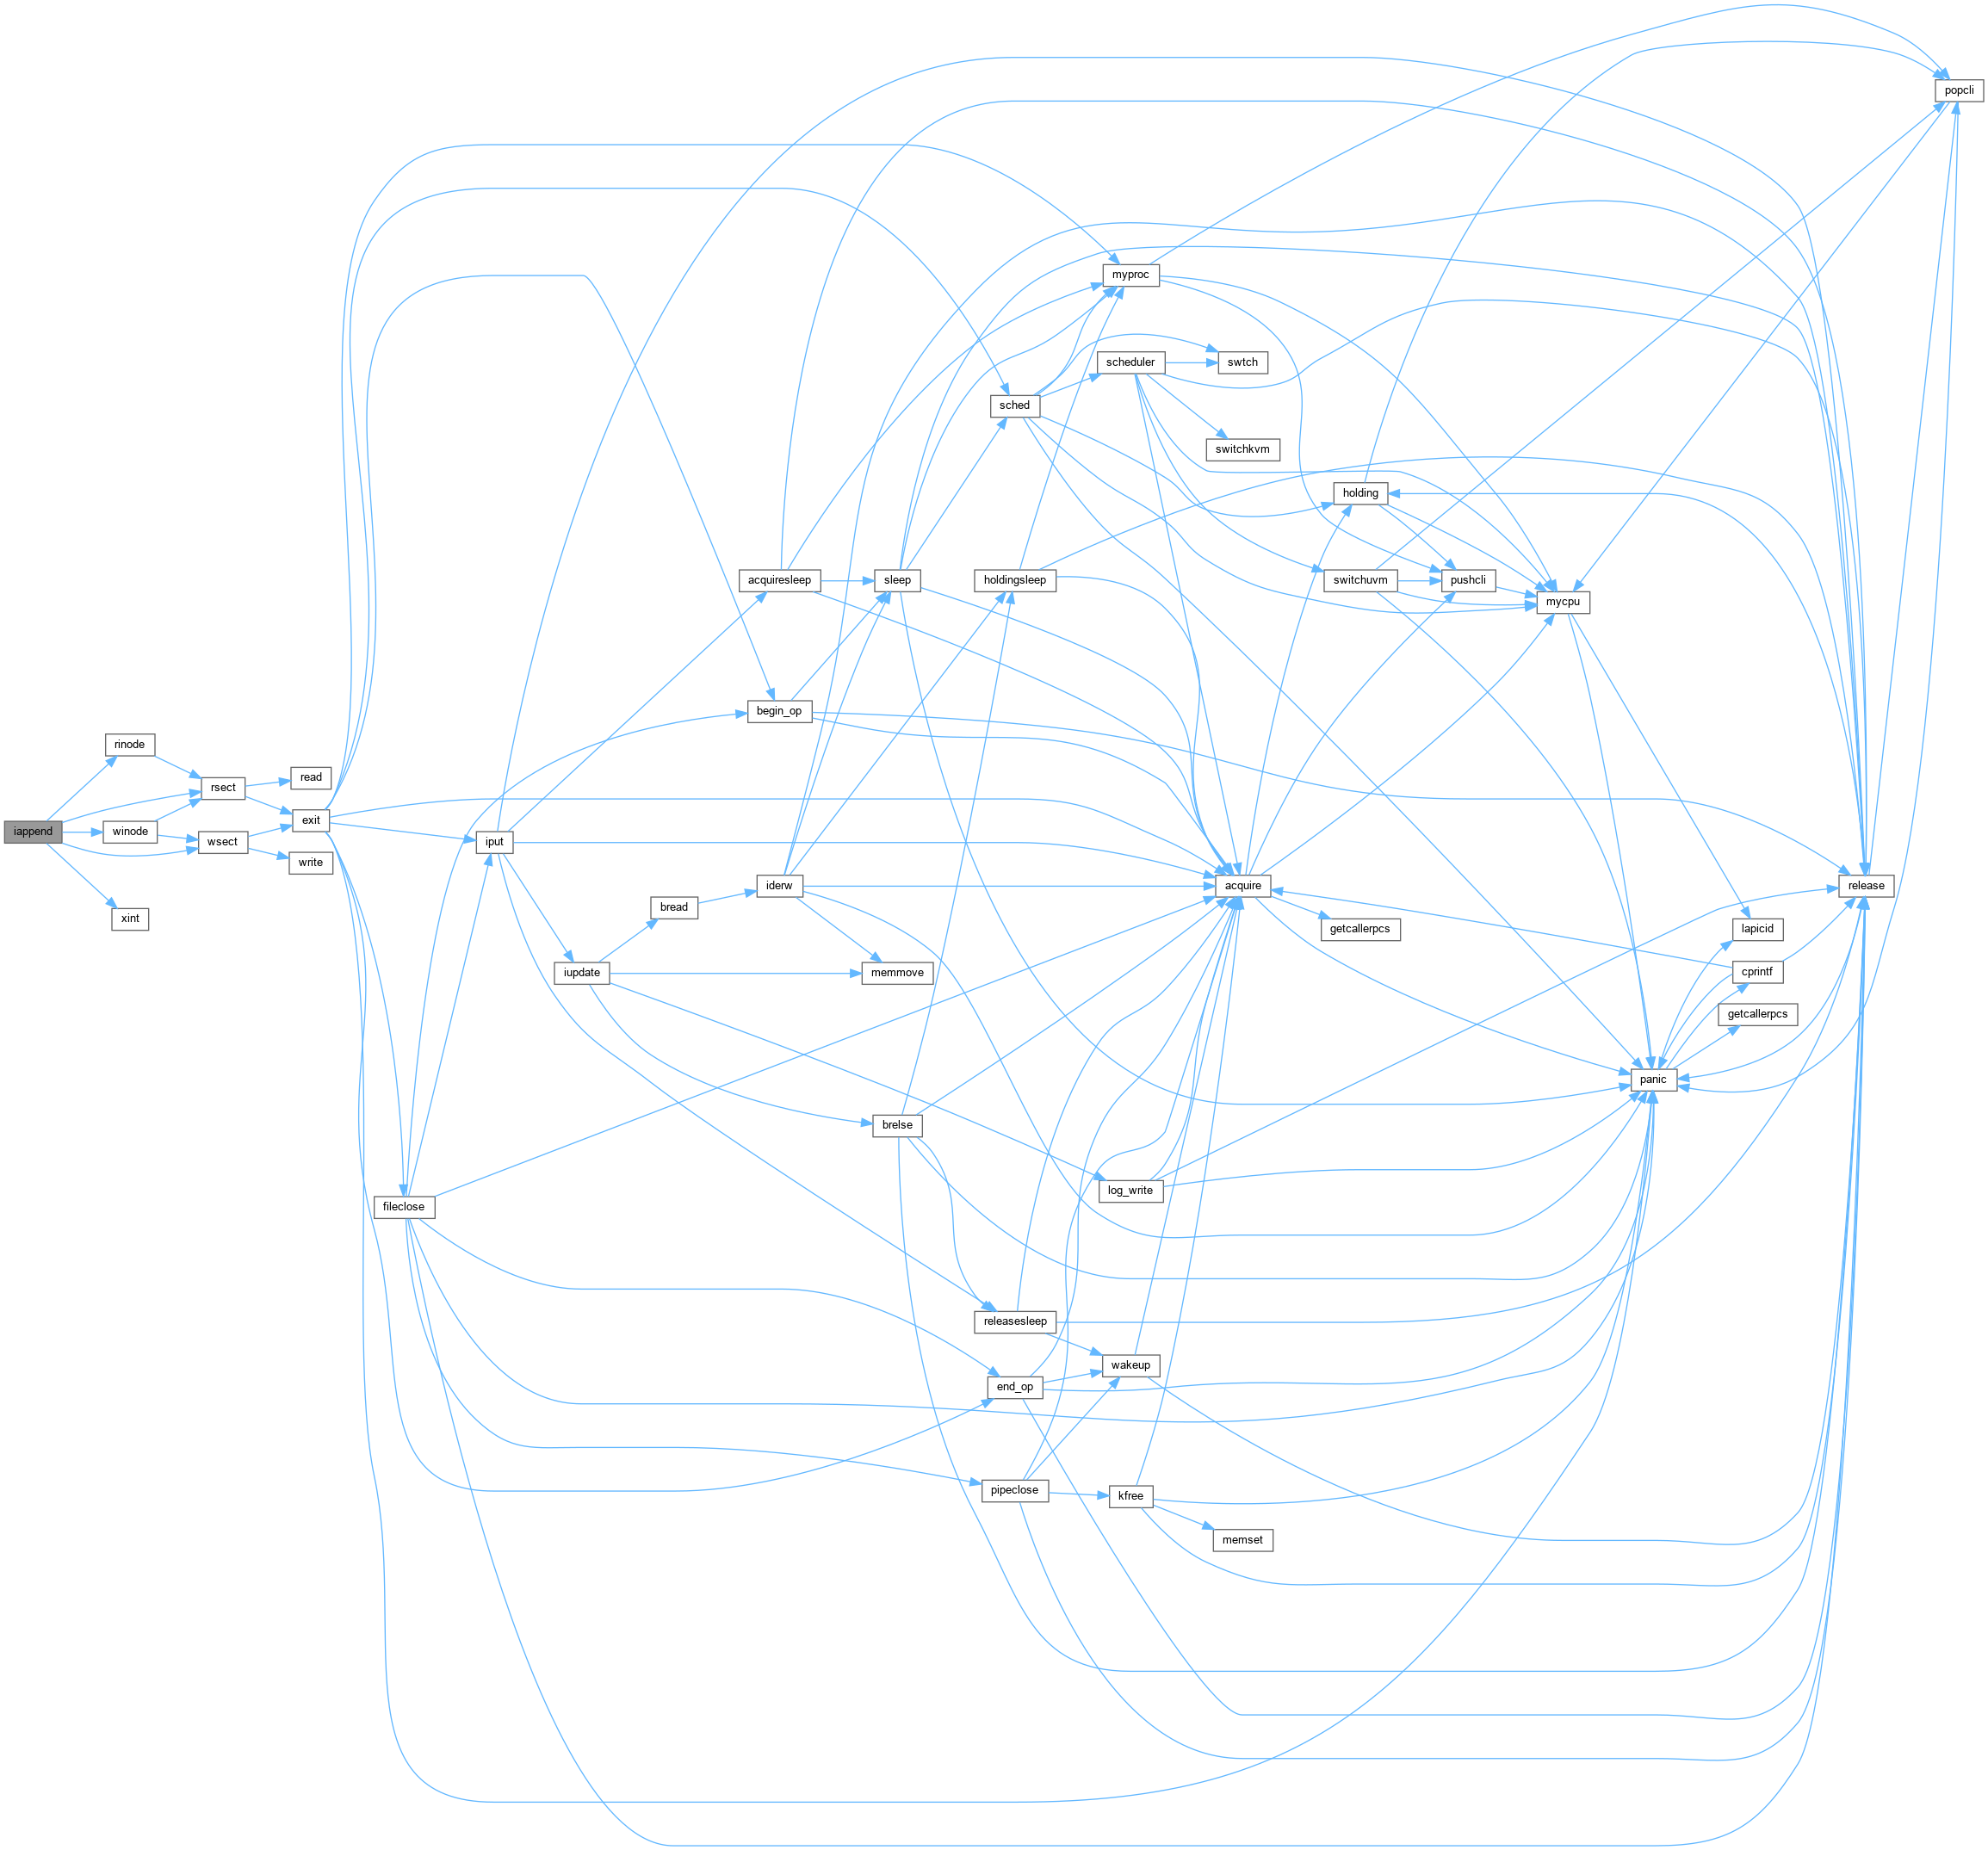 popcli
myproc
scheduler
swtch
sched
switchkvm
holding
acquiresleep
sleep
holdingsleep
switchuvm
pushcli
mycpu
begin_op
rinode
read
rsect
exit
iappend
winode
wsect
iput
write
iderw
acquire
release
bread
xint
getcallerpcs
lapicid
iupdate
memmove
cprintf
getcallerpcs
panic
brelse
log_write
fileclose
releasesleep
wakeup
end_op
pipeclose
kfree
memset